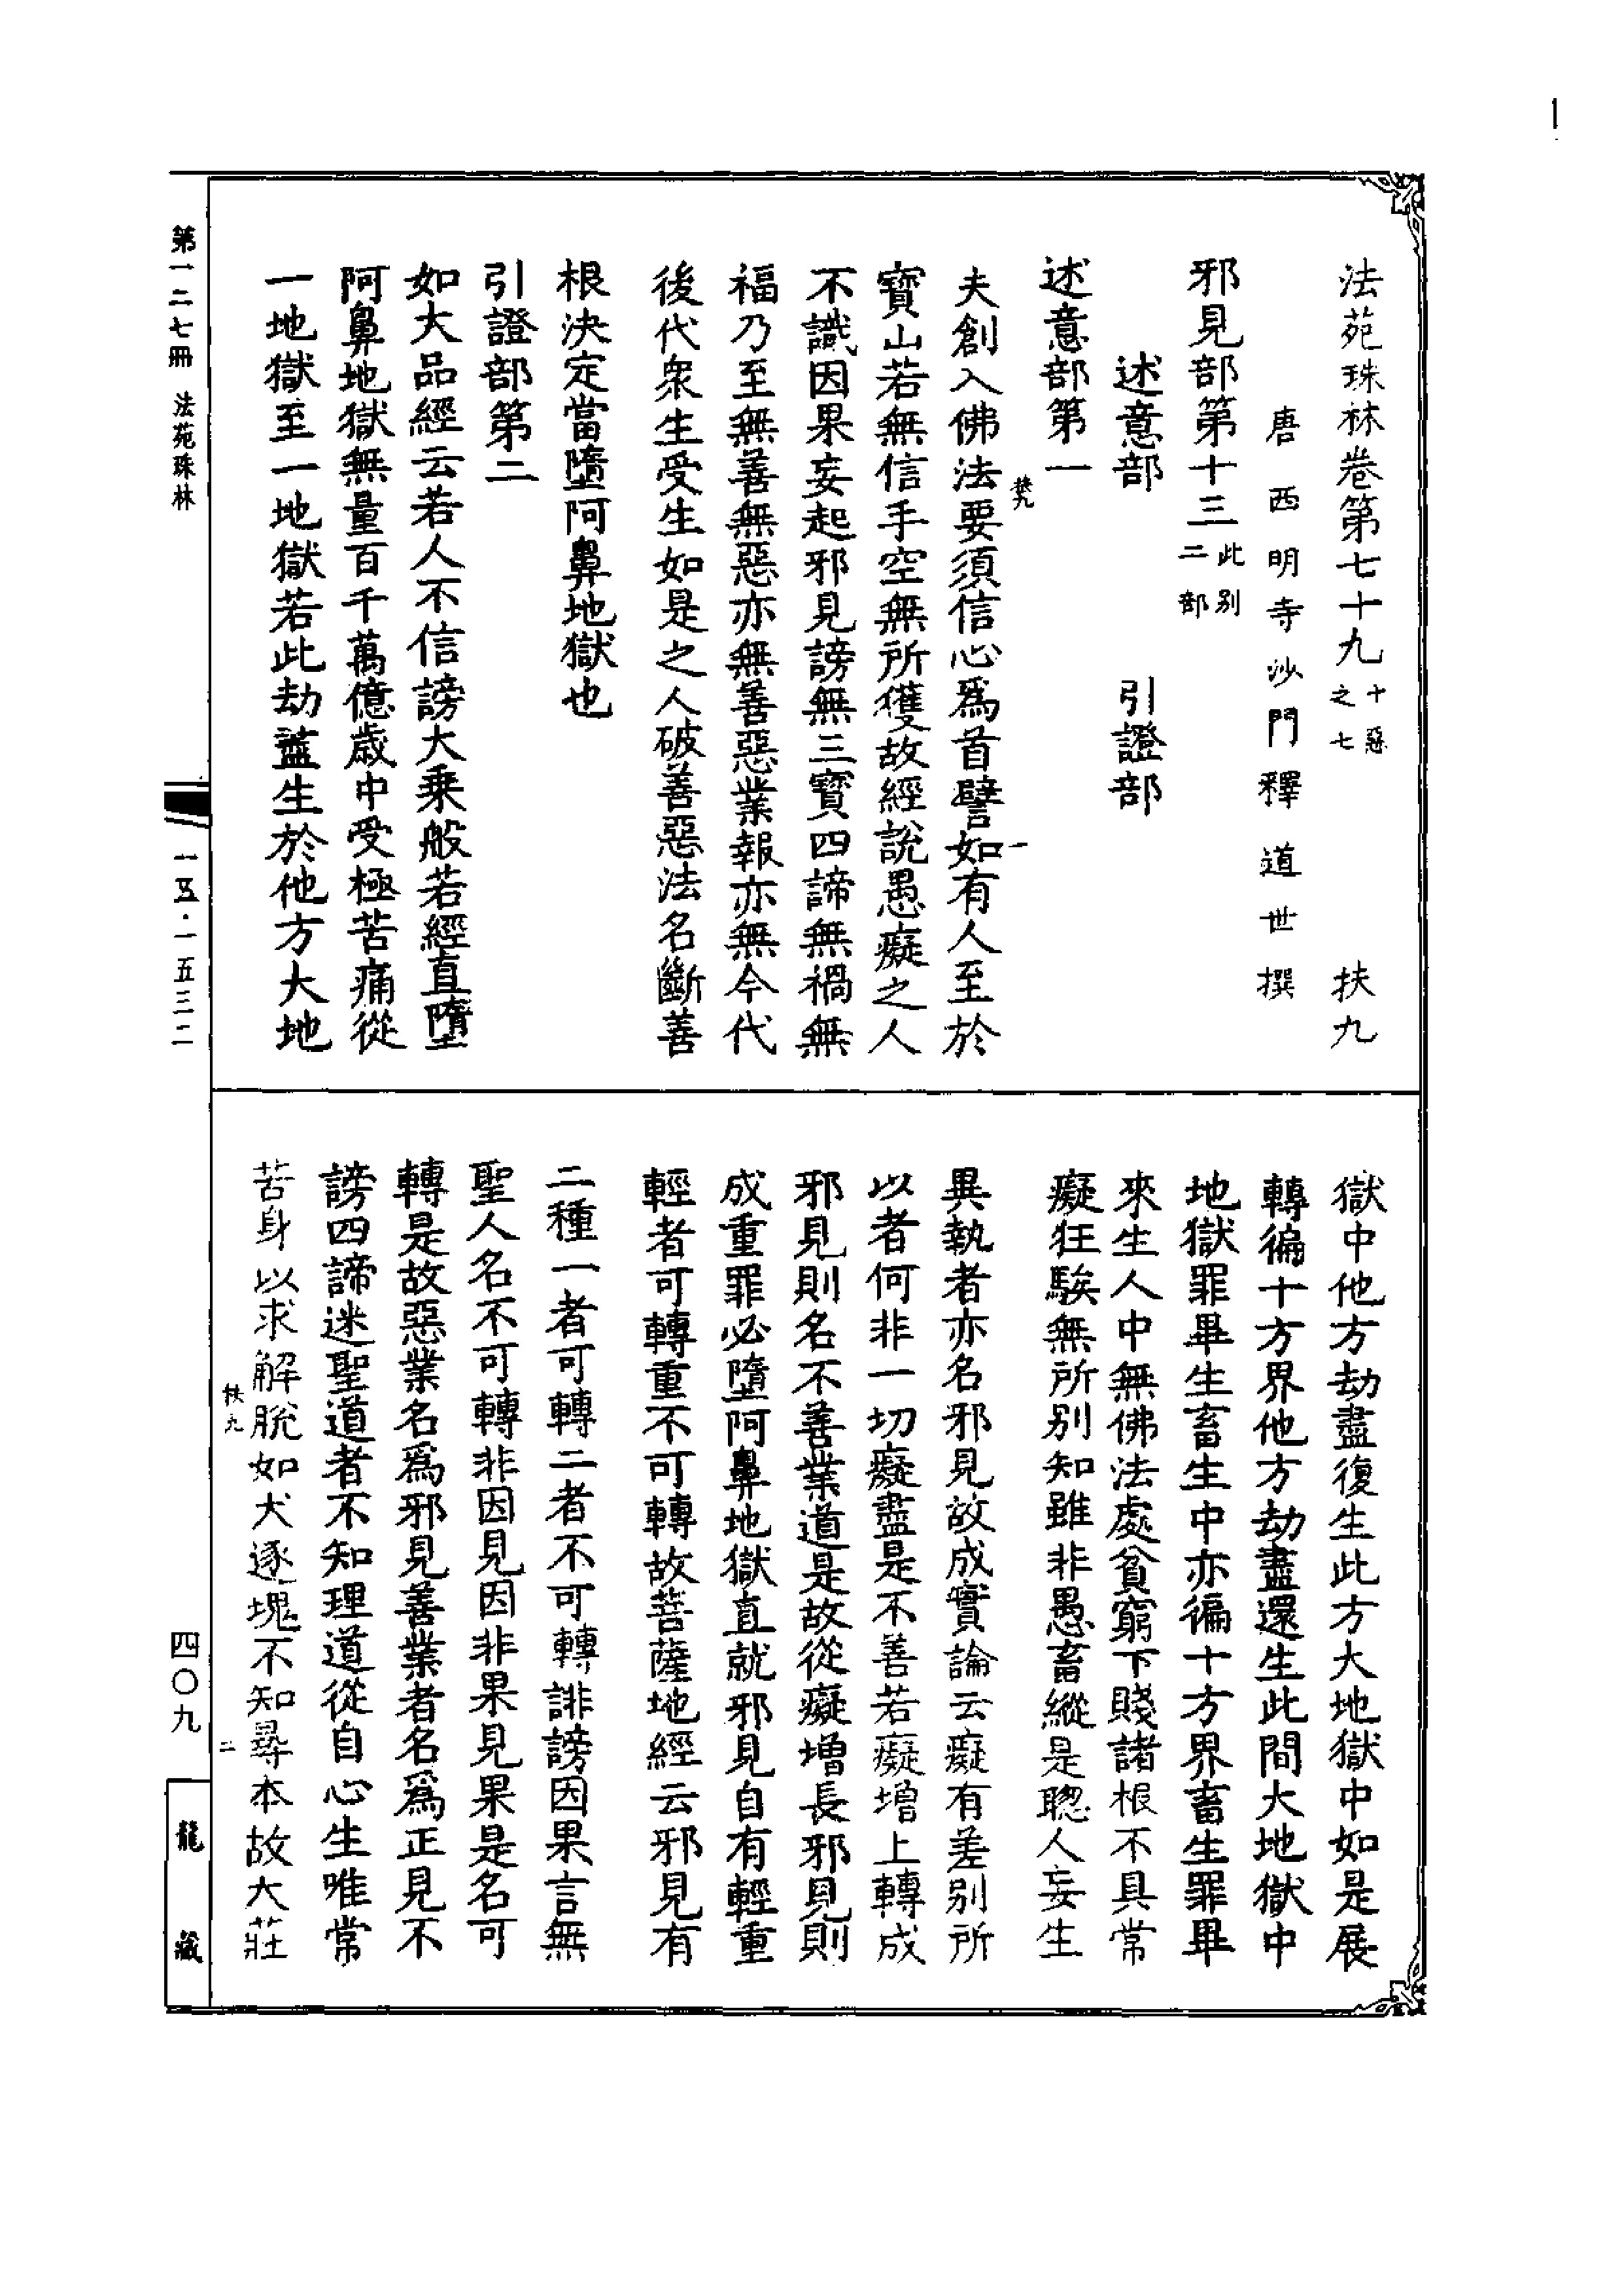 法苑珠林卷第七十九十惡之七　扶九
唐西明寺沙門釋道世撰
邪見部第十三此別二部
述意部　引證部
述意部第一
扶九　一
夫創入佛法要須信心爲首譬如有人至於
寶山若無信手空無所獲故經說愚癡之人
不識因果妄起邪見謗無三寶四諦無禍無
福乃至無善無惡亦無善惡業報亦無今代
後代衆生受生如是之人破善惡法名斷善
根決定當墮阿鼻地獄也
引證部第二
如大品經云若人不信謗大乘般若經直墮
阿鼻地獄無量百千萬億歲中受極苦痛從
一地獄至一地獄若此劫盡生於他方大地
獄中他方劫盡復生此方大地獄中如是展
轉徧十方界他方劫盡還生此間大地獄中
地獄罪畢生畜生中亦徧十方界畜生罪畢
來生人中無佛法處貧窮下賤諸根不具常
癡狂騃無所別知雖非愚畜縱是聰人妄生
異執者亦名邪見故成實論云癡有差別所
以者何非一切癡盡是不善若癡增上轉成
邪見則名不善業道是故從癡增長邪見則
成重罪必墮阿鼻地獄直就邪見自有輕重
輕者可轉重不可轉故菩薩地經云邪見有
二種一者可轉二者不可轉誹謗因果言無
聖人名不可轉非因見因非果見果是名可
轉是故惡業名爲邪見善業者名爲正見不
謗四諦迷聖道者不知理道從自心生唯常
苦身以求解脫如犬逐塊不知尋本故大莊
扶九　二
第一二七冊　法苑珠林
一五·一五三二
四〇九
龍藏